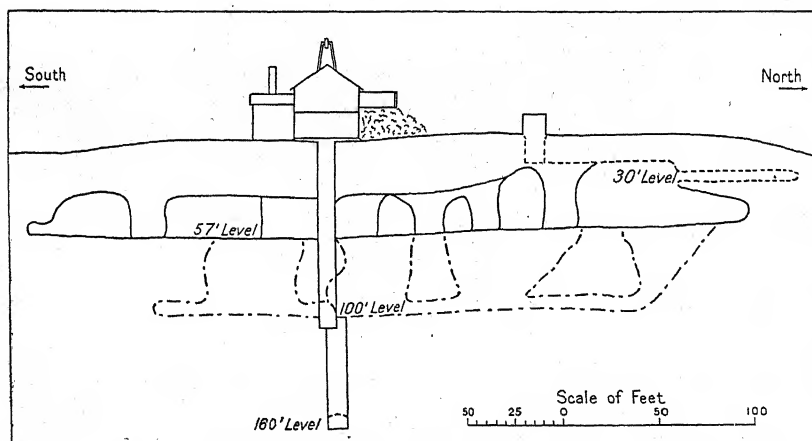 South
North
30' Level
57' Level
100' Level
160' Level
Scale of Feet
50 25 0 50 100